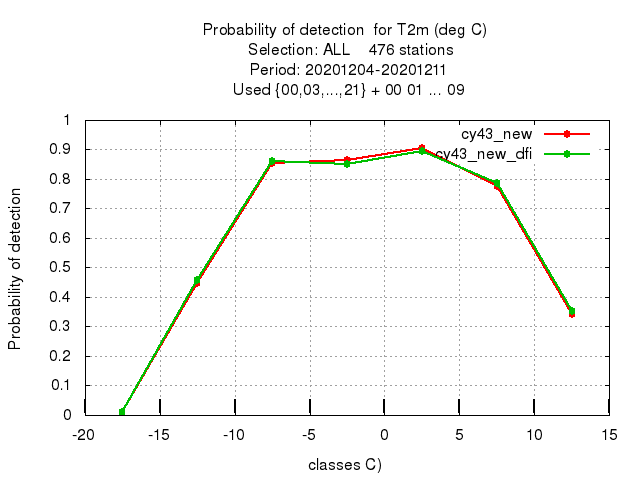 Probability of detection  for T2m (deg C)
Selection: ALL    476 stations
Period: 20201204-20201211
Used {00,03,...,21} + 00 01 ... 09
1
0.9
0.8
0.7
0.6
0.5
0.4
0.3
0.2
0.1
0
Probability of detection
cy43_new
cy43_new_dfi
-20 -15 -10 -5 0 5 10 15
classes C)